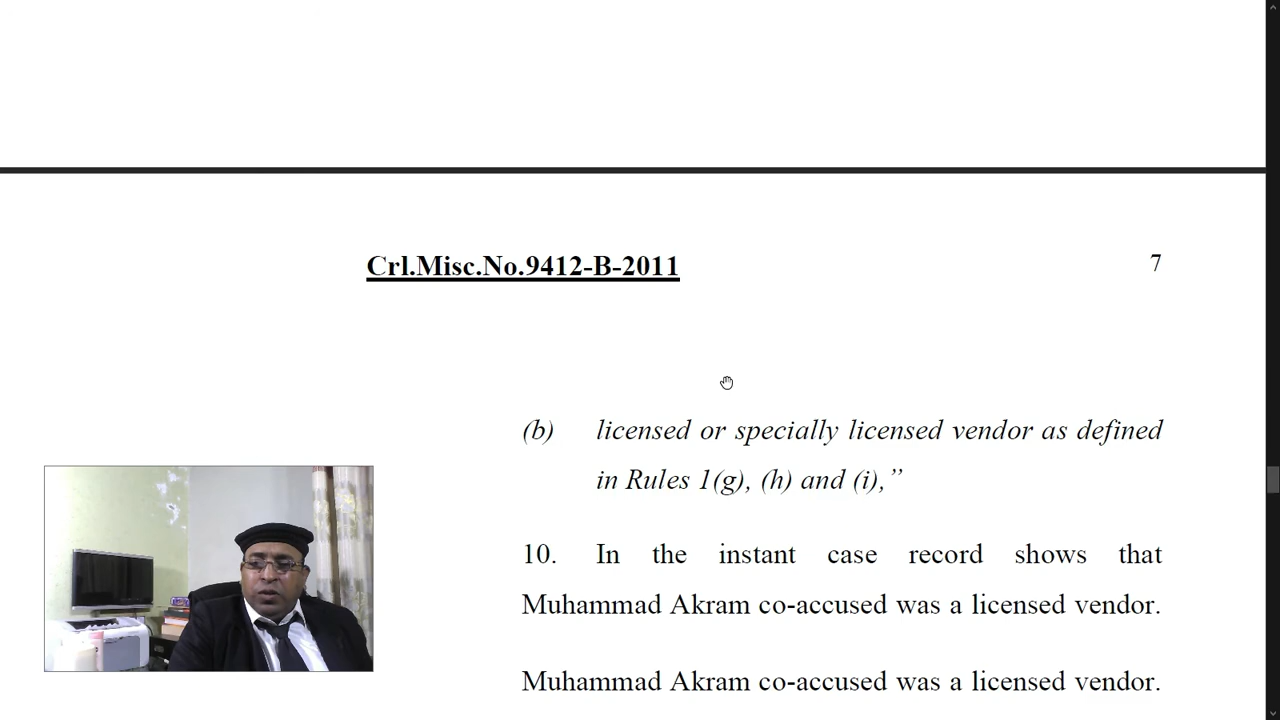 Crl.Misc.No.9412-B-2011
7
(b) licensed or specially licensed vendor as defined
in Rules 1(g), (h) and (i),”
10. In the instant case record shows that
Muhammad Akram co-accused was a licensed vendor.
Muhammad Akram co-accused was a licensed vendor.